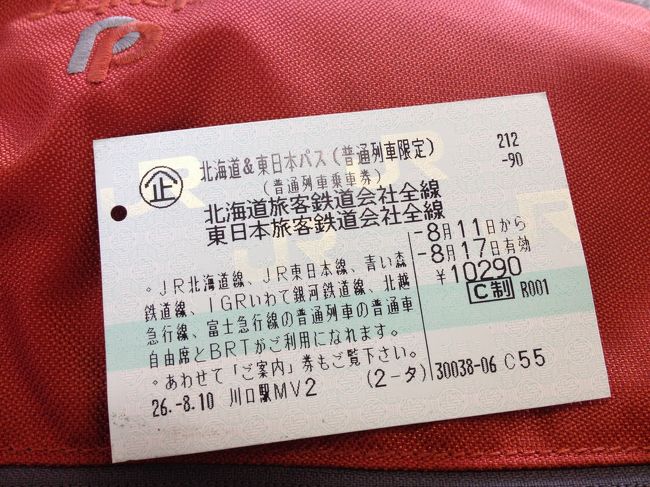 ㊣ 北海道&東日本パス(普通列車限定) 212
(普通列車乗車券) -90
北海道旅客鉄道会社全線
東日本旅客鉄道会社全線
-8月11日から
-8月17日有効
¥10290
C制 R001
。JR北海道線、JR東日本線、青い森
鉄道線、IGRいわて銀河鉄道線、北越
急行線、富士急行線の普通列車の普通車
自由席とBRTがご利用になれます。
。あわせて「ご案内」券もご覧下さい。
26.-8.10 川口駅MV2 (2-タ) 30038-06 C55